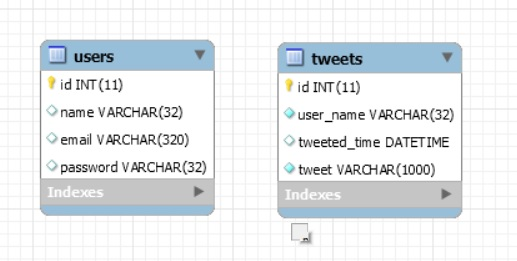 users
id INT(11)
name VARCHAR(32)
email VARCHAR(320)
password VARCHAR(32)
Indexes
tweets
id INT(11)
user_name VARCHAR(32)
tweeted_time DATETIME
tweet VARCHAR(1000)
Indexes